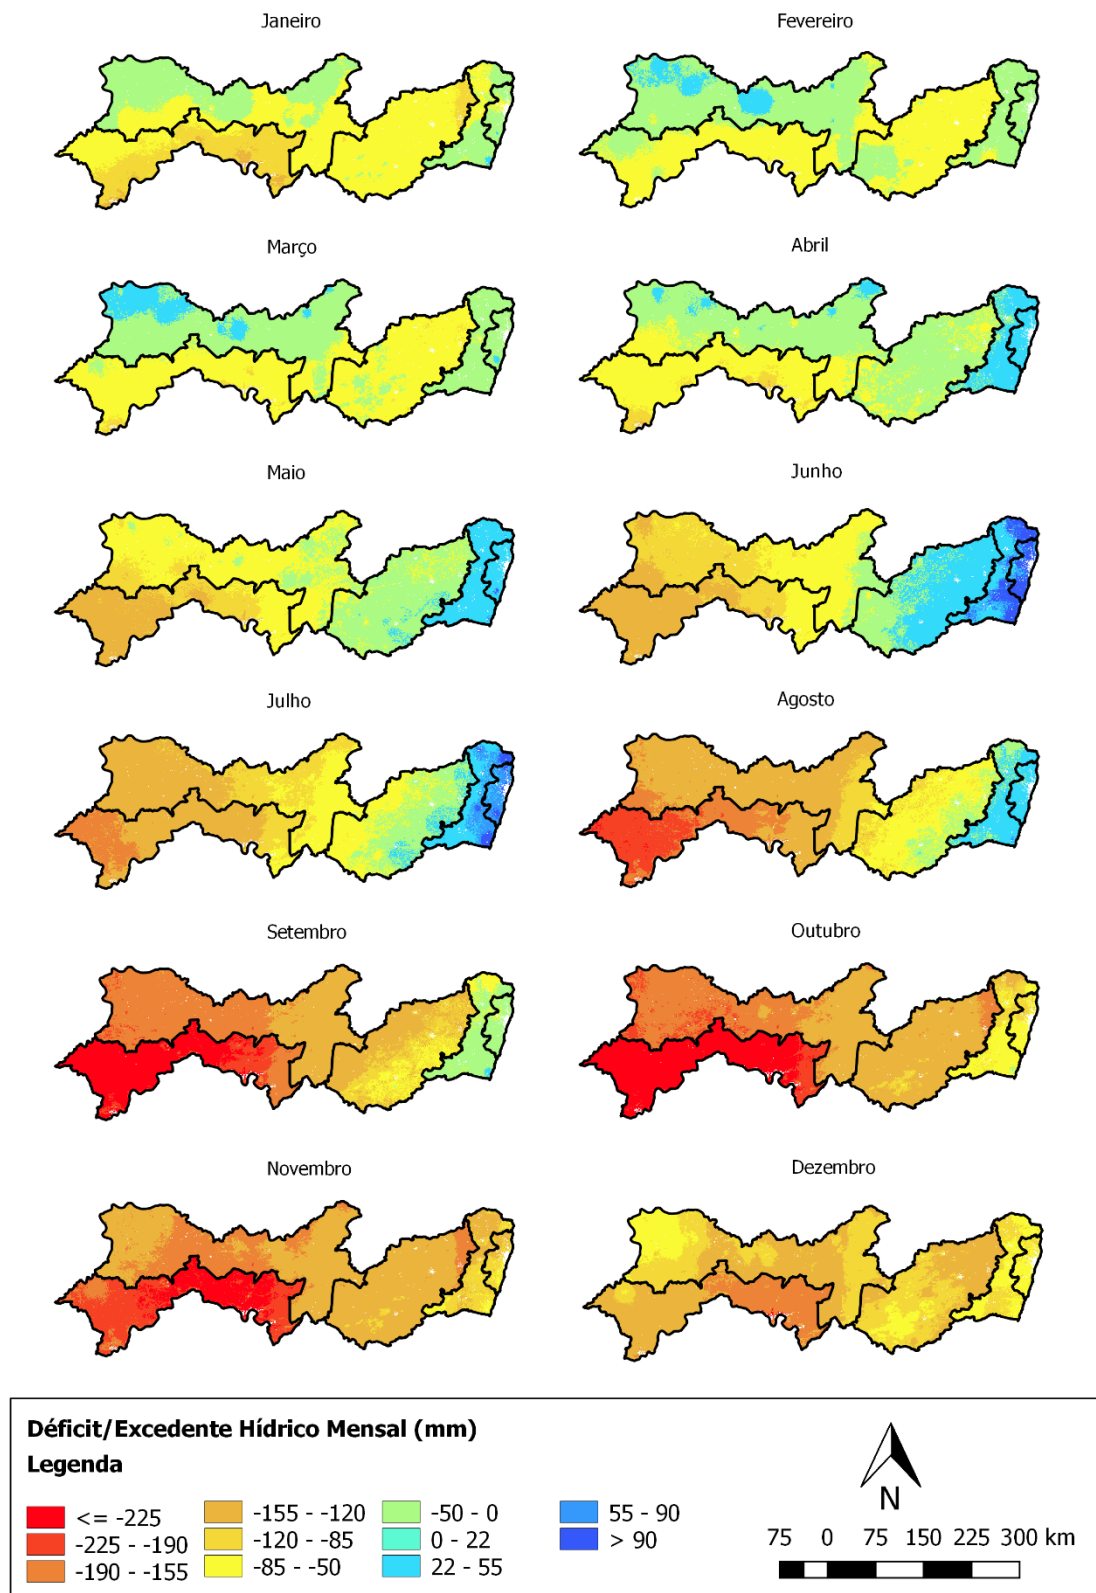 Janeiro
Fevereiro
Março
Abril
Maio
Junho
Julho
Agosto
Setembro
Outubro
Novembro
Dezembro
Déficit/Excedente Hídrico Mensal (mm)
Legenda
<= -225
-225 - -190
-190 - -155
-155 - -120
-120 - -85
-85 - -50
-50 - 0
0 - 22
22 - 55
55 - 90
> 90
N
75 0 75 150 225 300 km